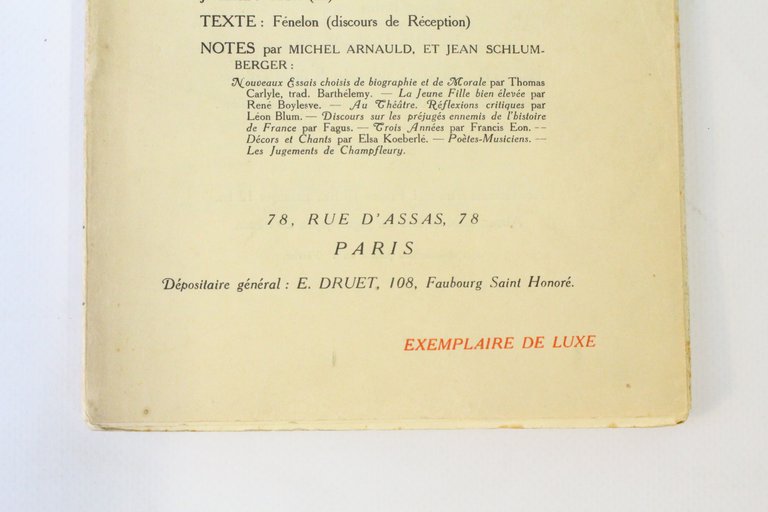 TEXTE : Fénelon (discours de Réception)
NOTES par MICHEL ARNAULD, ET JEAN SCHLUM-
BERGER :
Nouveaux Essais choisis de biographie et de Morale par Thomas
Carlyle, trad. Barthélemy. — La Jeune Fille bien élevée par
René Boylesve. — Au Théâtre. Réflexions critiques par
Léon Blum. — Discours sur les préjugés ennemis de l'histoire
de France par Fagus. — Trois Années par Francis Eon. —
Décors et Chants par Elsa Koeberlé. — Poètes-Musiciens. —
Les Jugements de Champfleury.
78, RUE D'ASSAS, 78
PARIS
Dépositaire général : E. DRUET, 108, Faubourg Saint Honoré.
EXEMPLAIRE DE LUXE